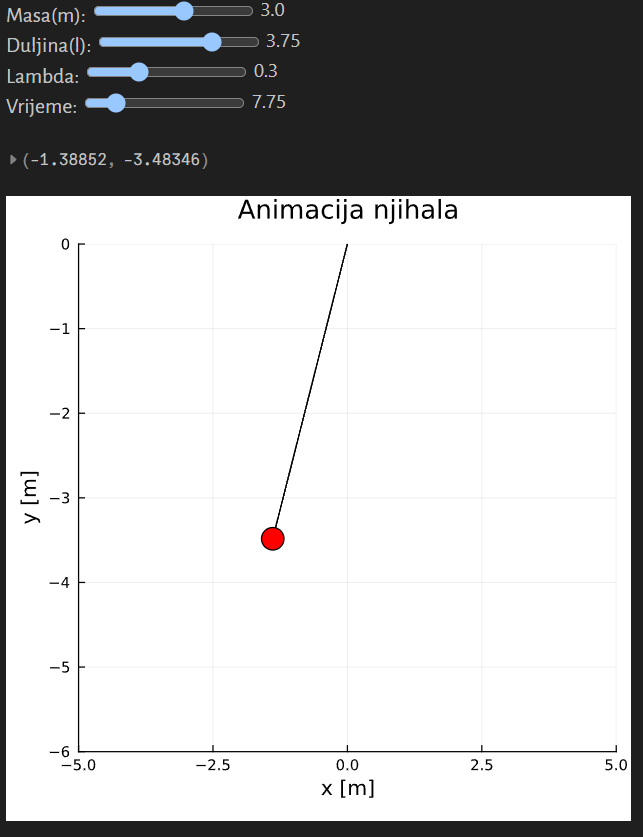 Masa(m): 3.0
Duljina(l): 3.75
Lambda: 0.3
Vrijeme: 7.75
(-1.38852, -3.48346)
Animacija njihala
0
−1
−2
−3
−4
−5
−6
y [m]
−5.0 −2.5 0.0 2.5 5.0
x [m]